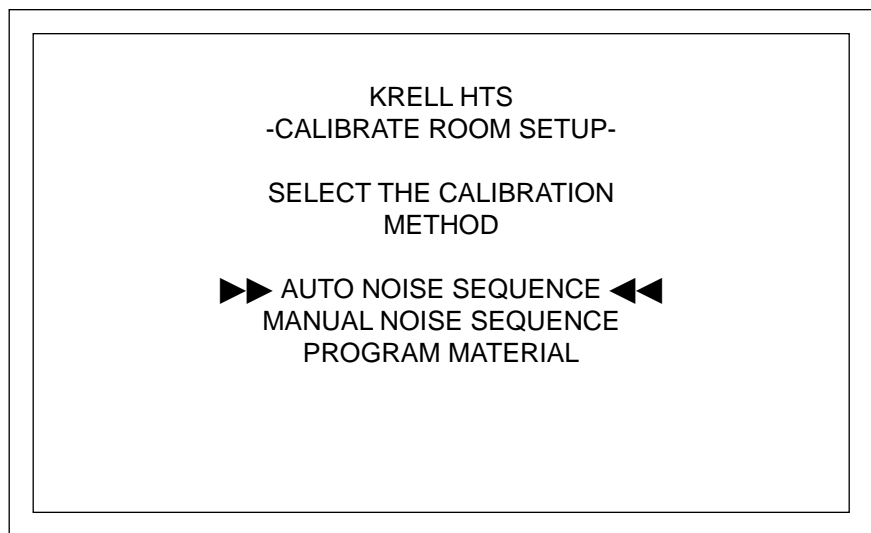 KRELL HTS
-CALIBRATE ROOM SETUP-
SELECT THE CALIBRATION
METHOD
▶▶ AUTO NOISE SEQUENCE ◀◀
MANUAL NOISE SEQUENCE
PROGRAM MATERIAL